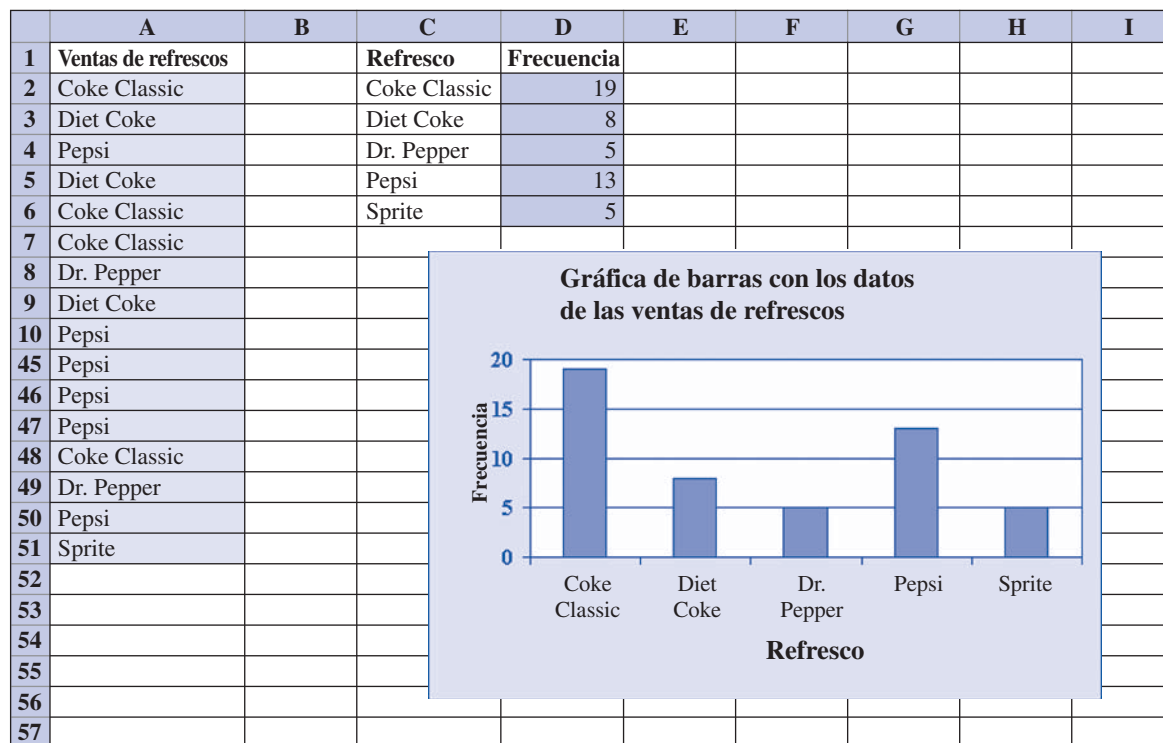 A B C D E F G H I
1 Ventas de refrescos Refresco Frecuencia
2 Coke Classic Coke Classic 19
3 Diet Coke Diet Coke 8
4 Pepsi Dr. Pepper 5
5 Diet Coke Pepsi 13
6 Coke Classic Sprite 5
7 Coke Classic
8 Dr. Pepper
9 Diet Coke
10 Pepsi
45 Pepsi
46 Pepsi
47 Pepsi
48 Coke Classic
49 Dr. Pepper
50 Pepsi
51 Sprite
52
53
54
55
56
57
Gráfica de barras con los datos
de las ventas de refrescos
Frecuencia
20
15
10
5
0
Coke Diet Dr. Pepsi Sprite
Classic Coke Pepper
Refresco